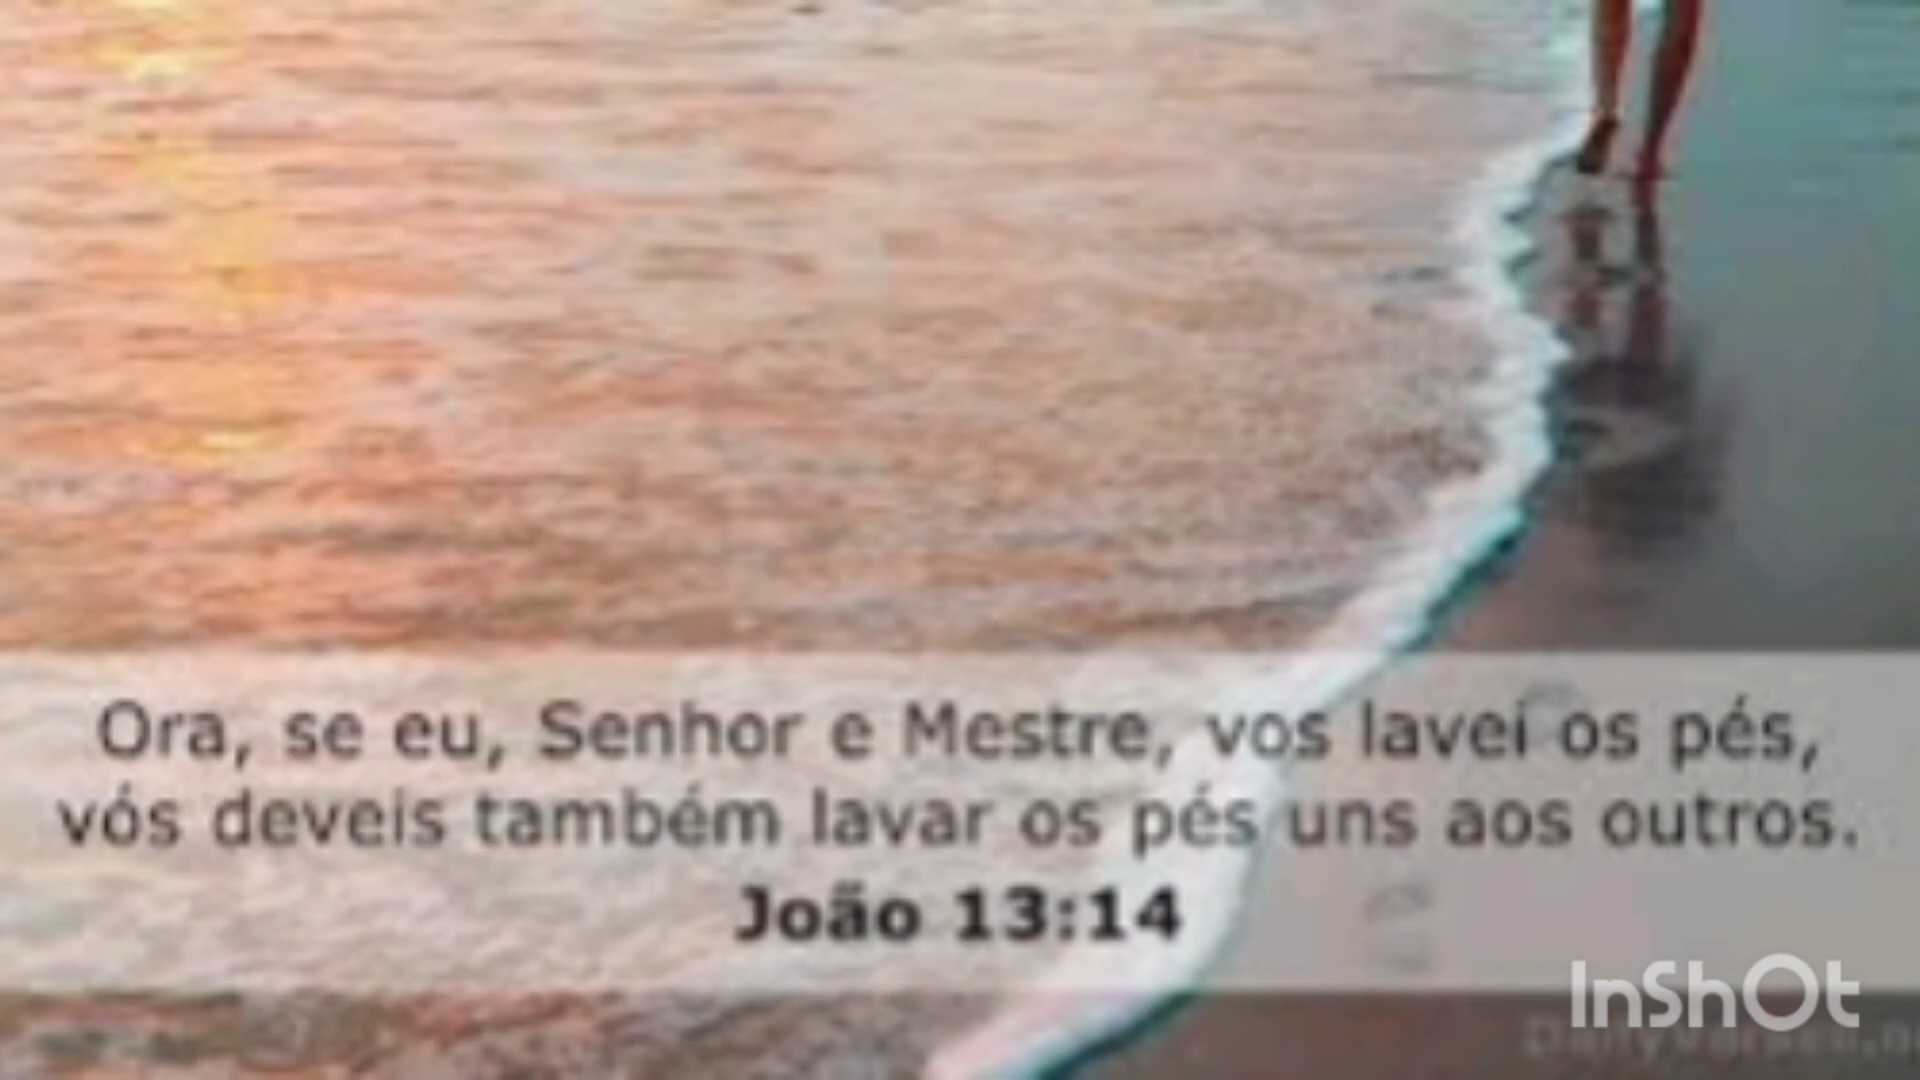 Ora, se eu, Senhor e Mestre, vos lavei os pés,
vós deveis também lavar os pés uns aos outros.
João 13:14
InShOt